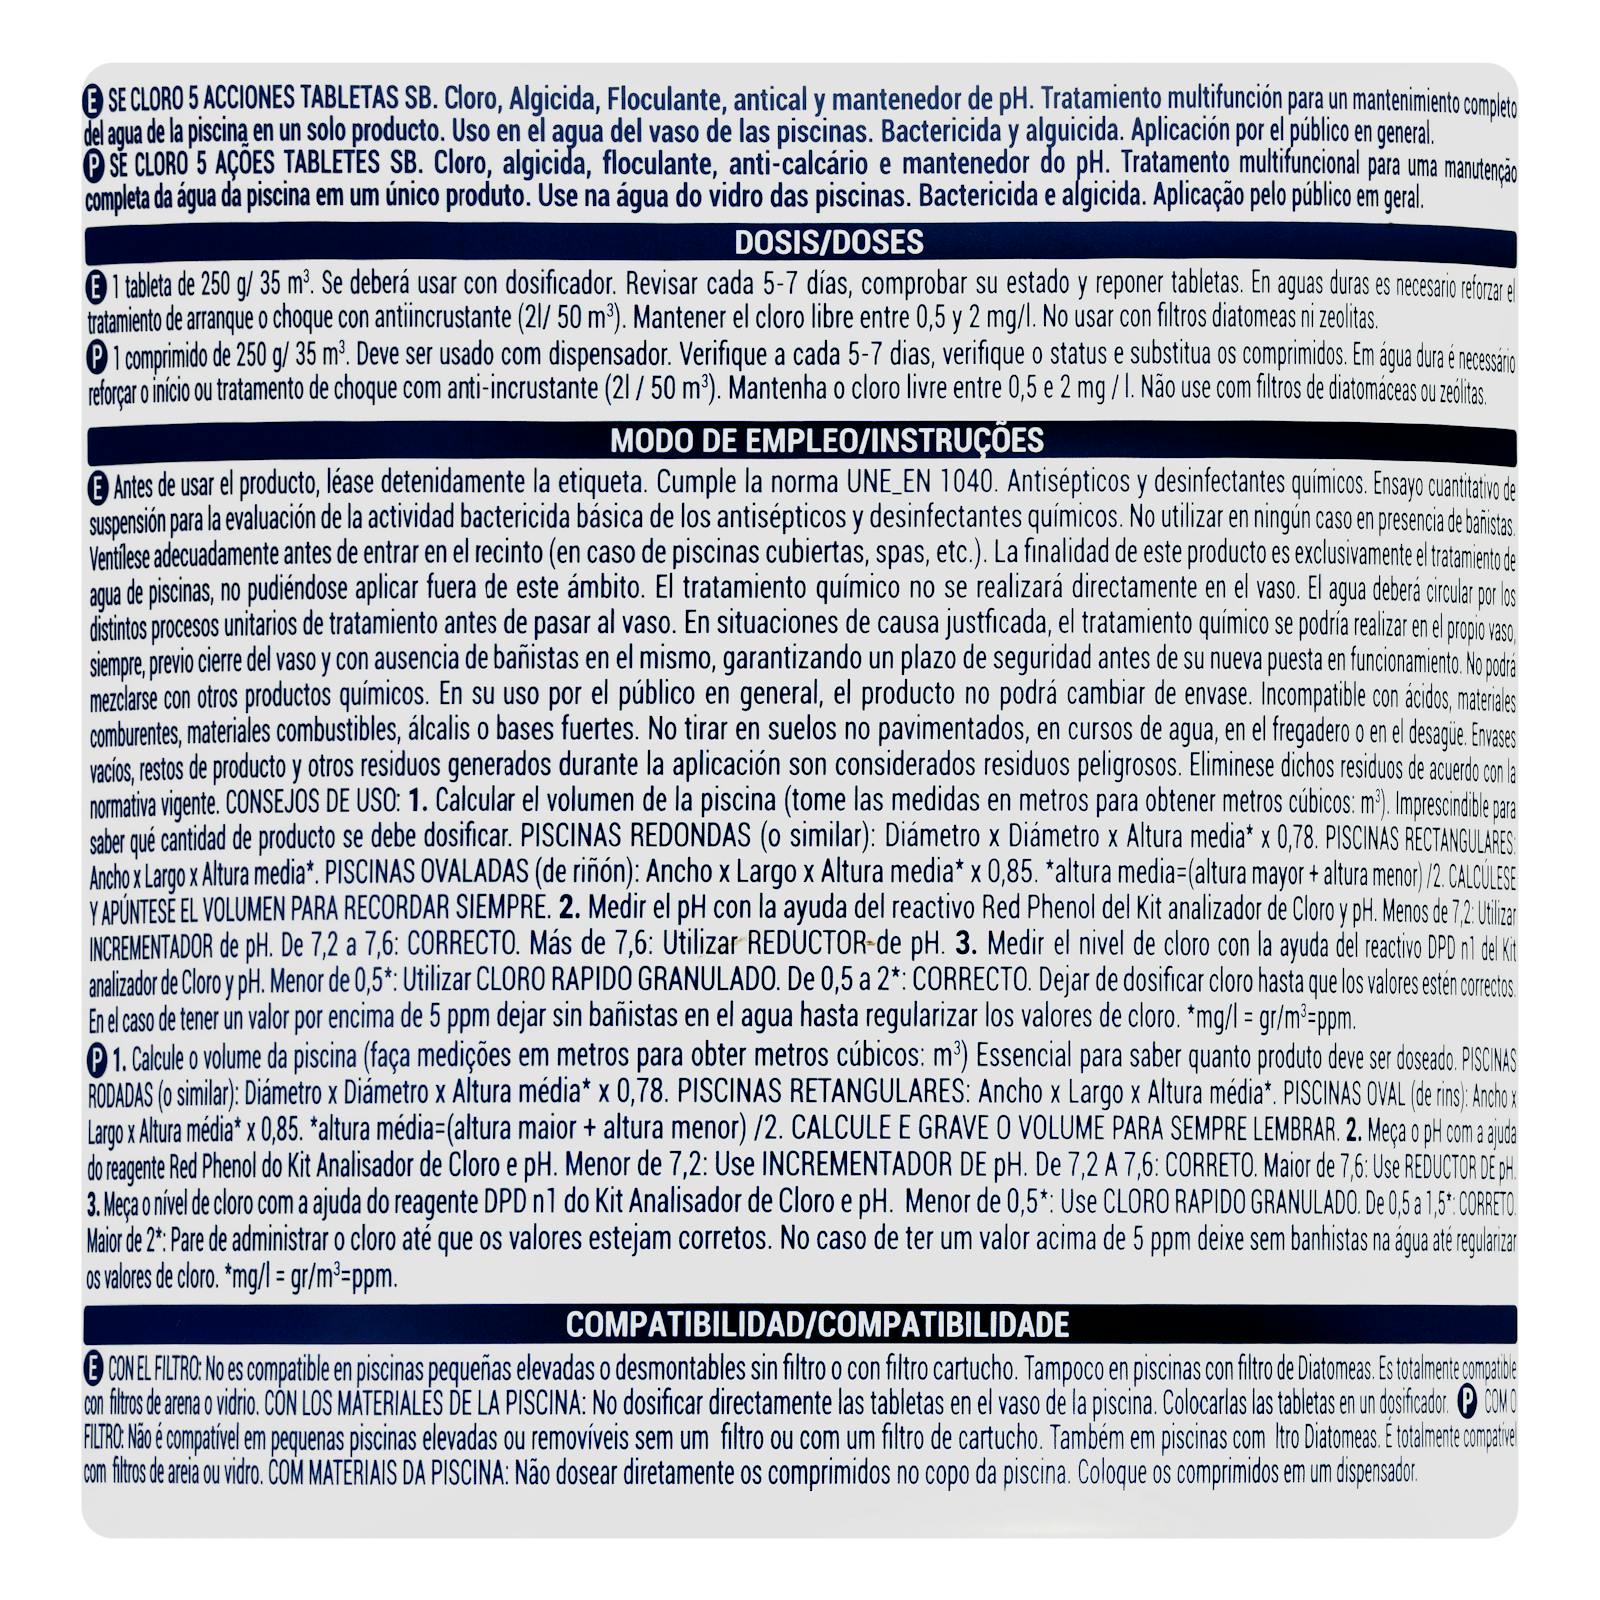 E SE CLORO 5 ACCIONES TABLETAS SB. Cloro, Algicida, Floculante, antical y mantenedor de pH. Tratamiento multifunción para un mantenimiento completo
del agua de la piscina en un solo producto. Uso en el agua del vaso de las piscinas. Bactericida y alguicida. Aplicación por el público en general.
P SE CLORO 5 AÇÕES TABLETES SB. Cloro, algicida, floculante, anti-calcário e mantenedor do pH. Tratamento multifuncional para uma manutenção
completa da água da piscina em um único produto. Use na água do vidro das piscinas. Bactericida e algicida. Aplicação pelo público em geral.
DOSIS/DOSES
E 1 tableta de 250 g/ 35 m³. Se deberá usar con dosificador. Revisar cada 5-7 días, comprobar su estado y reponer tabletas. En aguas duras es necesario reforzar el
tratamiento de arranque o choque con antiincrustante (2l/ 50 m³). Mantener el cloro libre entre 0,5 y 2 mg/l. No usar con filtros diatomeas ni zeolitas.
P 1 comprimido de 250 g/ 35 m³. Deve ser usado com dispensador. Verifique a cada 5-7 dias, verifique o status e substitua os comprimidos. Em água dura é necessário
reforçar o início ou tratamento de choque com anti-incrustante (2l / 50 m³). Mantenha o cloro livre entre 0,5 e 2 mg / l. Não use com filtros de diatomáceas ou zeólitas.
MODO DE EMPLEO/INSTRUÇÕES
E Antes de usar el producto, léase detenidamente la etiqueta. Cumple la norma UNE_EN 1040. Antisépticos y desinfectantes químicos. Ensayo cuantitativo de
suspensión para la evaluación de la actividad bactericida básica de los antisépticos y desinfectantes químicos. No utilizar en ningún caso en presencia de bañistas.
Ventílese adecuadamente antes de entrar en el recinto (en caso de piscinas cubiertas, spas, etc.). La finalidad de este producto es exclusivamente el tratamiento de
agua de piscinas, no pudiéndose aplicar fuera de este ámbito. El tratamiento químico no se realizará directamente en el vaso. El agua deberá circular por los
distintos procesos unitarios de tratamiento antes de pasar al vaso. En situaciones de causa justficada, el tratamiento químico se podría realizar en el propio vaso,
siempre, previo cierre del vaso y con ausencia de bañistas en el mismo, garantizando un plazo de seguridad antes de su nueva puesta en funcionamiento. No podrá
mezclarse con otros productos químicos. En su uso por el público en general, el producto no podrá cambiar de envase. Incompatible con ácidos, materiales
comburentes, materiales combustibles, álcalis o bases fuertes. No tirar en suelos no pavimentados, en cursos de agua, en el fregadero o en el desagüe. Envases
vacíos, restos de producto y otros residuos generados durante la aplicación son considerados residuos peligrosos. Eliminese dichos residuos de acuerdo con la
normativa vigente. CONSEJOS DE USO: 1. Calcular el volumen de la piscina (tome las medidas en metros para obtener metros cúbicos: m³). Imprescindible para
saber qué cantidad de producto se debe dosificar. PISCINAS REDONDAS (o similar): Diámetro x Diámetro x Altura media* x 0,78. PISCINAS RECTANGULARES:
Ancho x Largo x Altura media*. PISCINAS OVALADAS (de riñón): Ancho x Largo x Altura media* x 0,85. *altura media=(altura mayor + altura menor) /2. CALCÚLESE
Y APÚNTESE EL VOLUMEN PARA RECORDAR SIEMPRE. 2. Medir el pH con la ayuda del reactivo Red Phenol del Kit analizador de Cloro y pH. Menos de 7,2: Utilizar
INCREMENTADOR de pH. De 7,2 a 7,6: CORRECTO. Más de 7,6: Utilizar REDUCTOR de pH. 3. Medir el nivel de cloro con la ayuda del reactivo DPD n1 del Kit
analizador de Cloro y pH. Menor de 0,5*: Utilizar CLORO RAPIDO GRANULADO. De 0,5 a 2*: CORRECTO. Dejar de dosificar cloro hasta que los valores estén correctos.
En el caso de tener un valor por encima de 5 ppm dejar sin bañistas en el agua hasta regularizar los valores de cloro. *mg/l = gr/m³=ppm.
P 1. Calcule o volume da piscina (faça medições em metros para obter metros cúbicos: m³) Essencial para saber quanto produto deve ser doseado. PISCINAS
RODADAS (o similar): Diámetro x Diámetro x Altura média* x 0,78. PISCINAS RETANGULARES: Ancho x Largo x Altura média*. PISCINAS OVAL (de rins): Ancho x
Largo x Altura média* x 0,85. *altura média=(altura maior + altura menor) /2. CALCULE E GRAVE O VOLUME PARA SEMPRE LEMBRAR. 2. Meça o pH com a ajuda
do reagente Red Phenol do Kit Analisador de Cloro e pH. Menor de 7,2: Use INCREMENTADOR DE pH. De 7,2 A 7,6: CORRETO. Maior de 7,6: Use REDUCTOR DE pH.
3. Meça o nível de cloro com a ajuda do reagente DPD n1 do Kit Analisador de Cloro e pH. Menor de 0,5*: Use CLORO RAPIDO GRANULADO. De 0,5 a 1,5*: CORRETO.
Maior de 2*: Pare de administrar o cloro até que os valores estejam corretos. No caso de ter um valor acima de 5 ppm deixe sem banhistas na água até regularizar
os valores de cloro. *mg/l = gr/m³=ppm.
COMPATIBILIDAD/COMPATIBILIDADE
E CON EL FILTRO: No es compatible en piscinas pequeñas elevadas o desmontables sin filtro o con filtro cartucho. Tampoco en piscinas con filtro de Diatomeas. Es totalmente compatible
con filtros de arena o vidrio. CON LOS MATERIALES DE LA PISCINA: No dosificar directamente las tabletas en el vaso de la piscina. Colocarlas las tabletas en un dosificador. P COM O
FILTRO: Não é compatível em pequenas piscinas elevadas ou removíveis sem um filtro ou com um filtro de cartucho. Também em piscinas com ltro Diatomeas. É totalmente compatível
com filtros de areia ou vidro. COM MATERIAIS DA PISCINA: Não dosear diretamente os comprimidos no copo da piscina. Coloque os comprimidos em um dispensador.